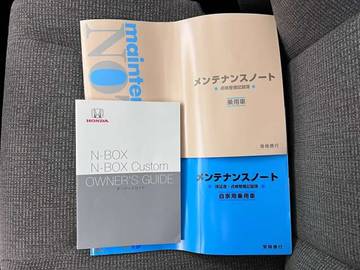 mainte
NO
メンテナンスノート
点検整備記録簿
乗用車
HONDA
N-BOX
N-BOX Custom
OWNER'S GUIDE
メンテナンスノート
保証書・点検整備記録簿
自家用乗用車